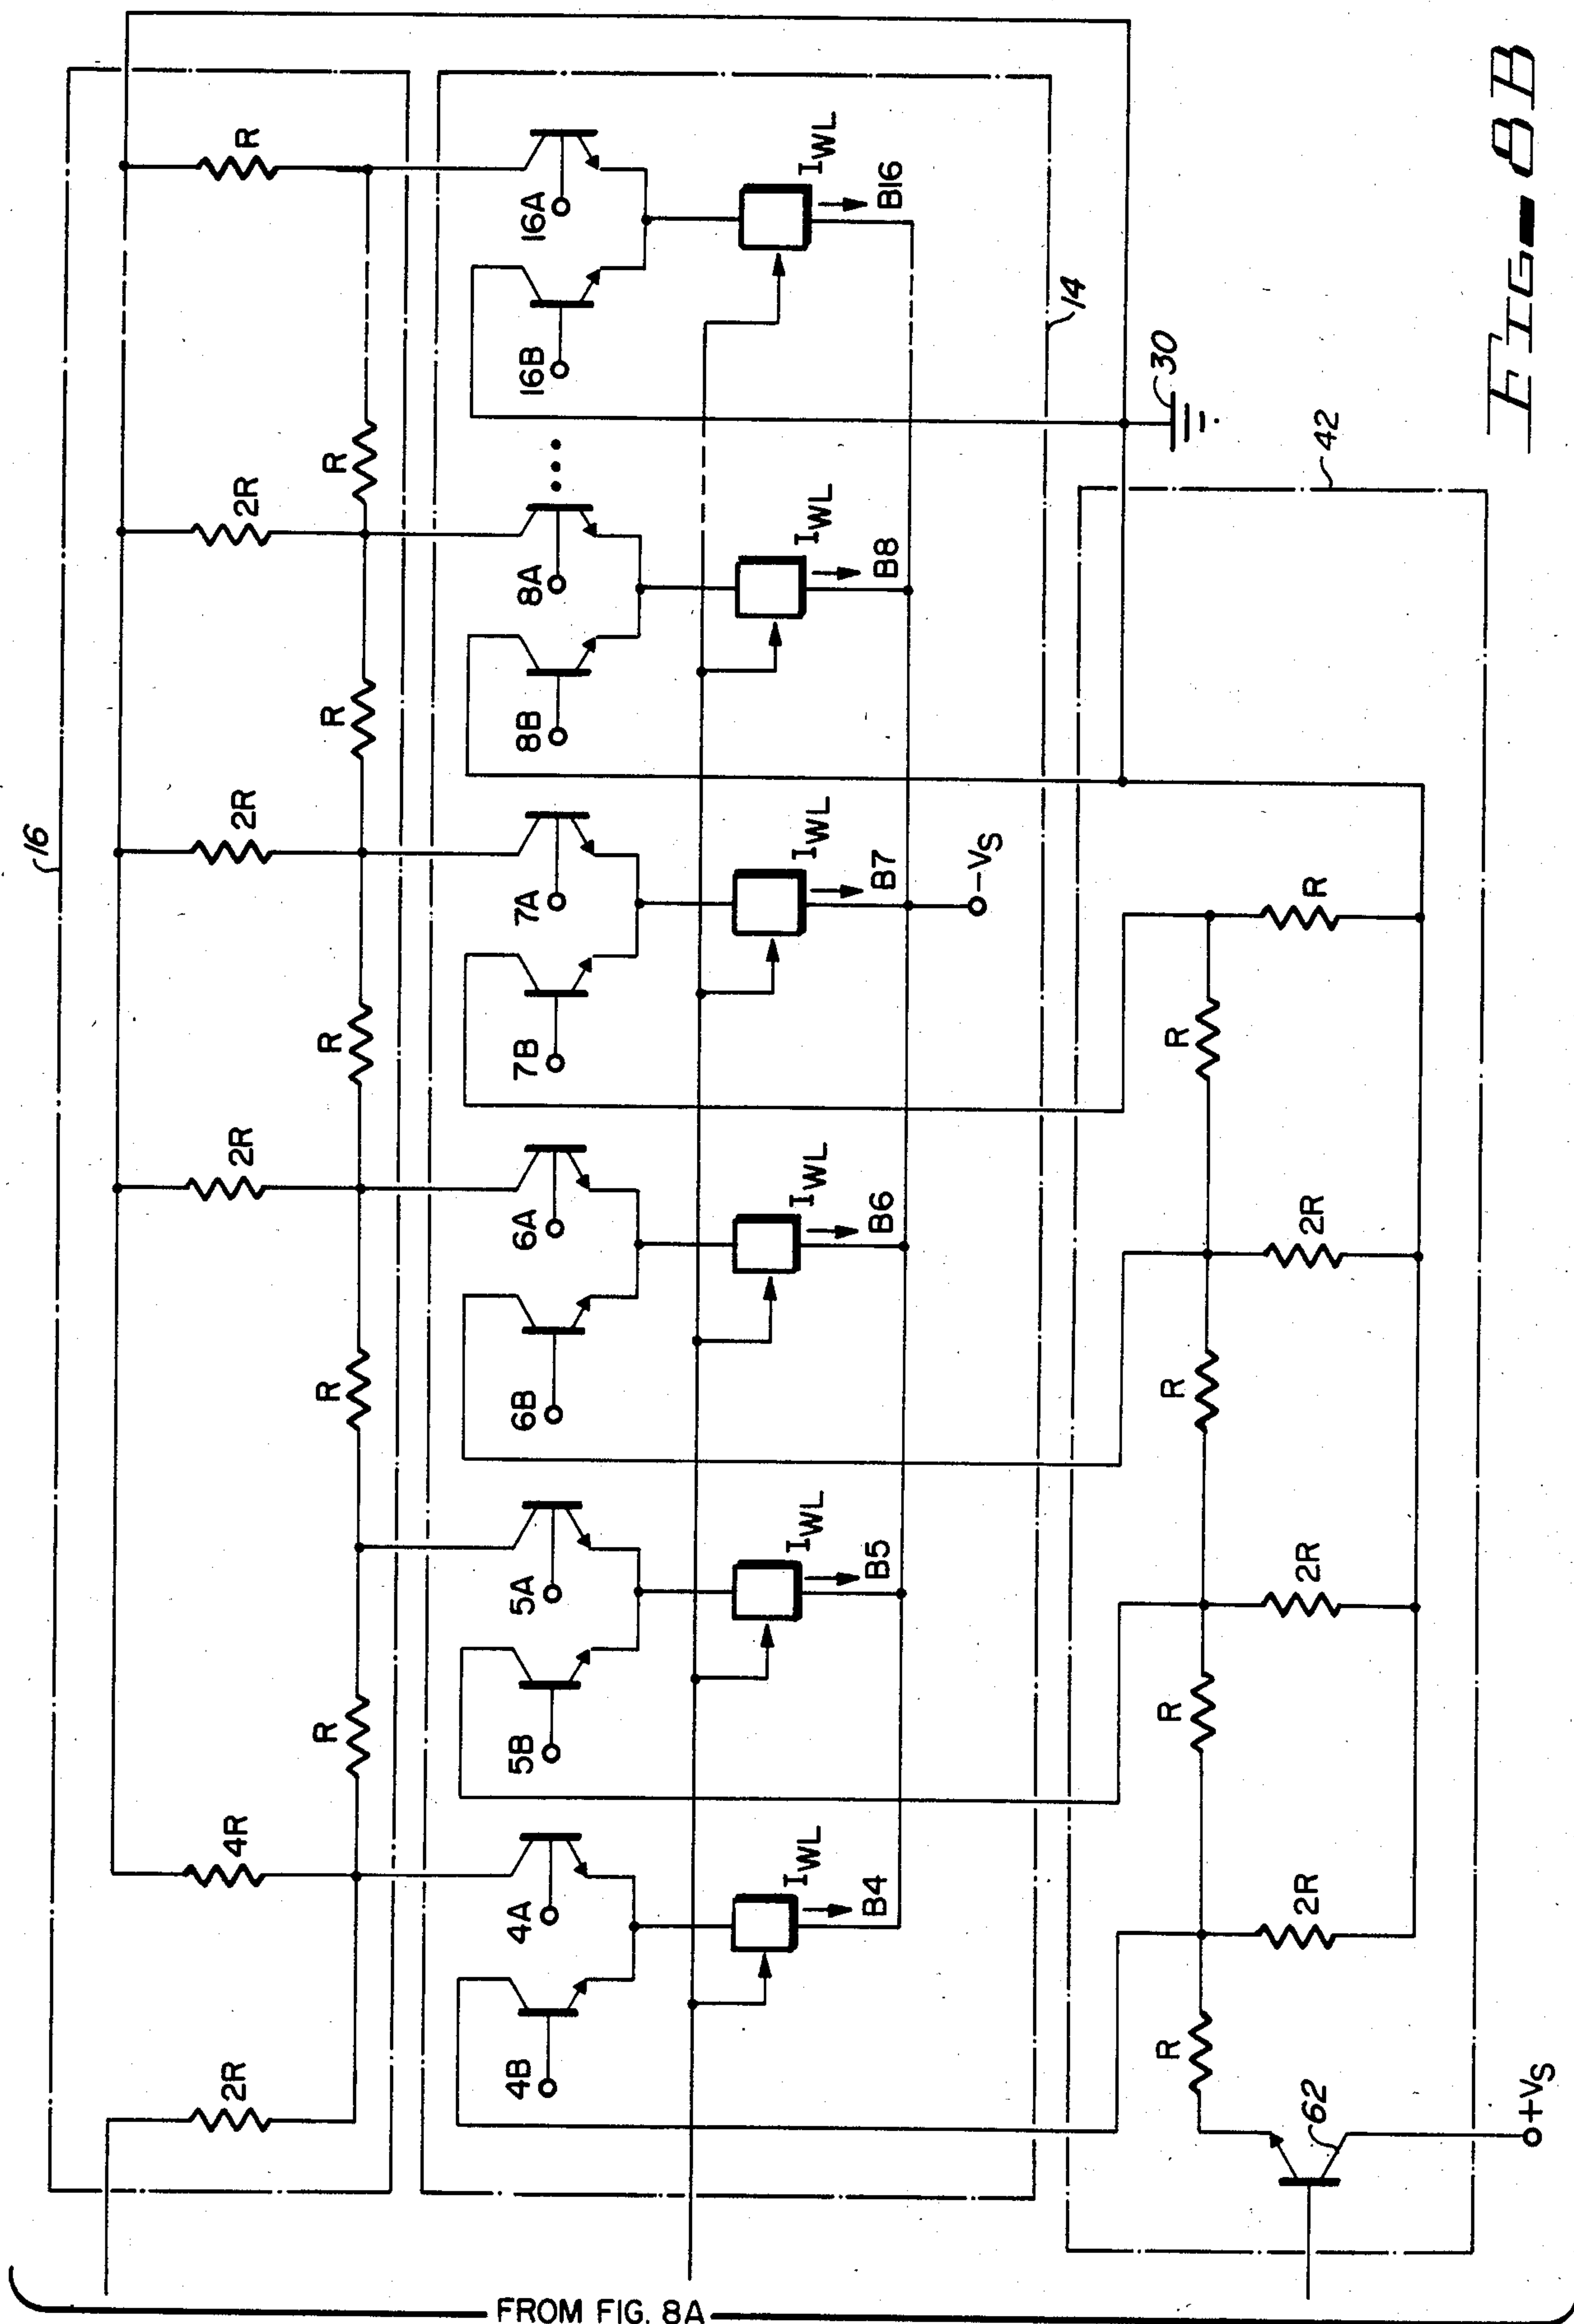 16
2R
4R
2R
2R
2R
R
R
R
R
R
R
4B
4A
5B
5A
6B
6A
7B
7A
8B
8A
16B
16A
IWL
B4
IWL
B5
IWL
B6
IWL
B7
IWL
B8
IWL
B16
-VS
14
30
42
R
R
R
R
2R
2R
2R
R
62
+VS
FROM FIG. 8A
FIG-8B